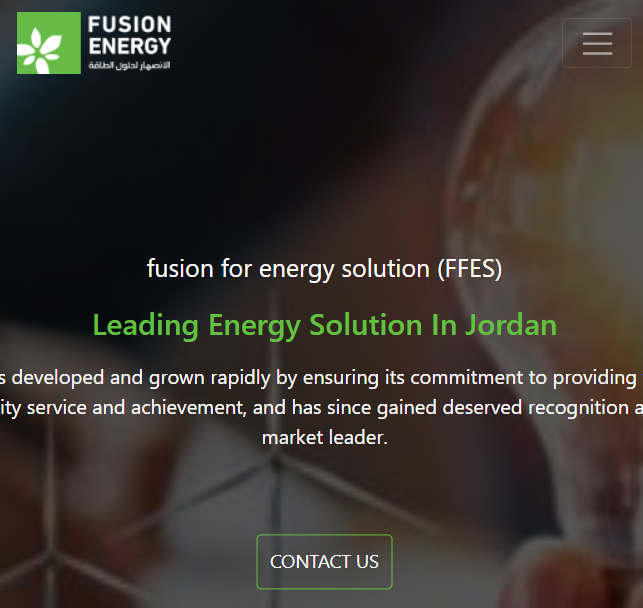 FUSION
ENERGY
الانصهار لحلول الطاقة
fusion for energy solution (FFES)
Leading Energy Solution In Jordan
s developed and grown rapidly by ensuring its commitment to providing
ity service and achievement, and has since gained deserved recognition a
market leader.
CONTACT US